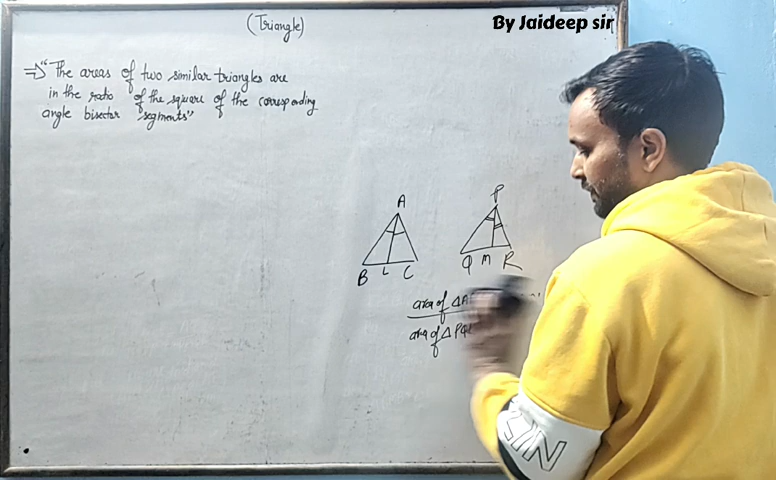 (Triangle)
By Jaideep sir
=> "The areas of two similar triangles are
in the ratio of the square of the corresponding
angle bisector "segments"
A
P
B L C
Q M R
area of △A
area of △PQ